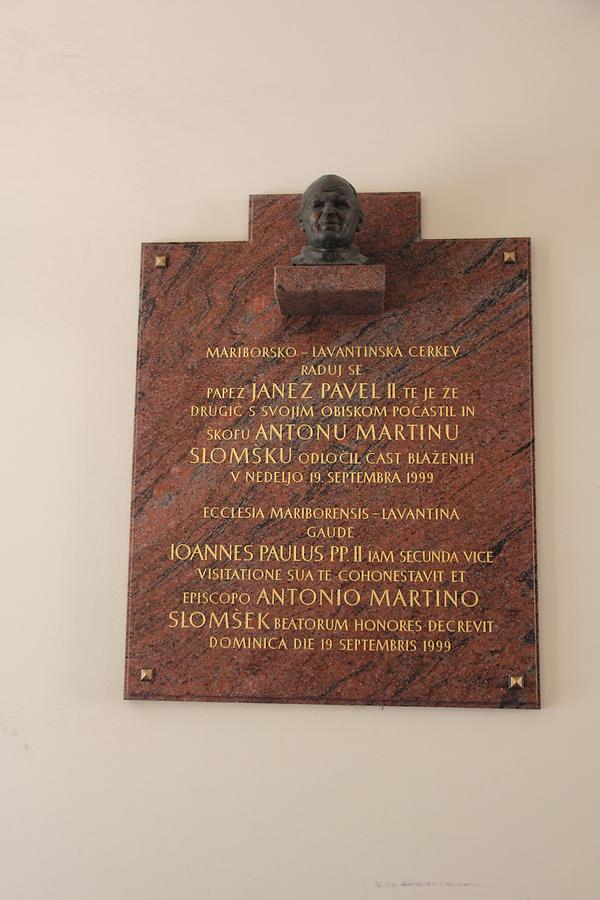 MARIBORSKO – LAVANTINSKA CERKEV
RADUJ SE
PAPEŽ JANEZ PAVEL II. TE JE ŽE
DRUGIČ S SVOJIM OBISKOM POČASTIL IN
ŠKOFU ANTONU MARTINU
SLOMŠKU ODLOČIL ČAST BLAŽENIH
V NEDELJO 19. SEPTEMBRA 1999
ECCLESIA MARIBORENSIS – LAVANTINA
GAUDE
IOANNES PAULUS PP. II IAM SECUNDA VICE
VISITATIONE SUA TE COHONESTAVIT ET
EPISCOPO ANTONIO MARTINO
SLOMŠEK BEATORUM HONORES DECREVIT
DOMINICA DIE 19 SEPTEMBRIS 1999